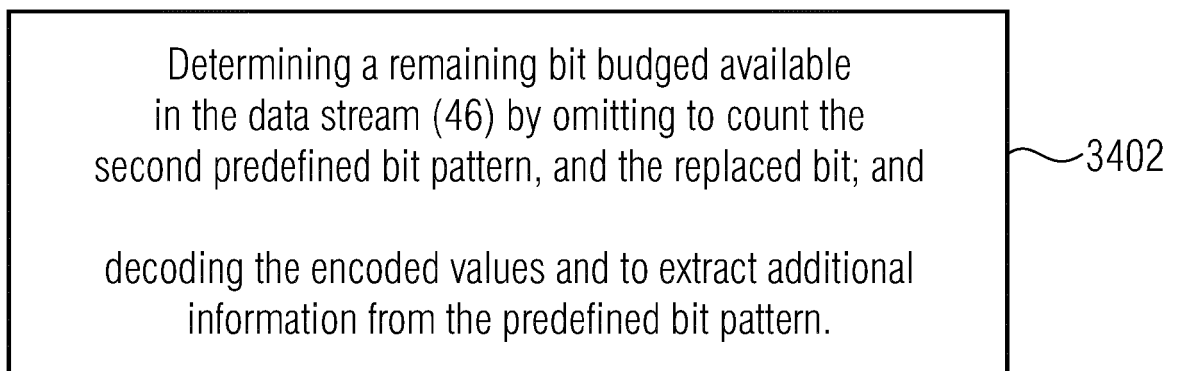 Determining a remaining bit budged available
in the data stream (46) by omitting to count the
second predefined bit pattern, and the replaced bit; and
3402
decoding the encoded values and to extract additional
information from the predefined bit pattern.